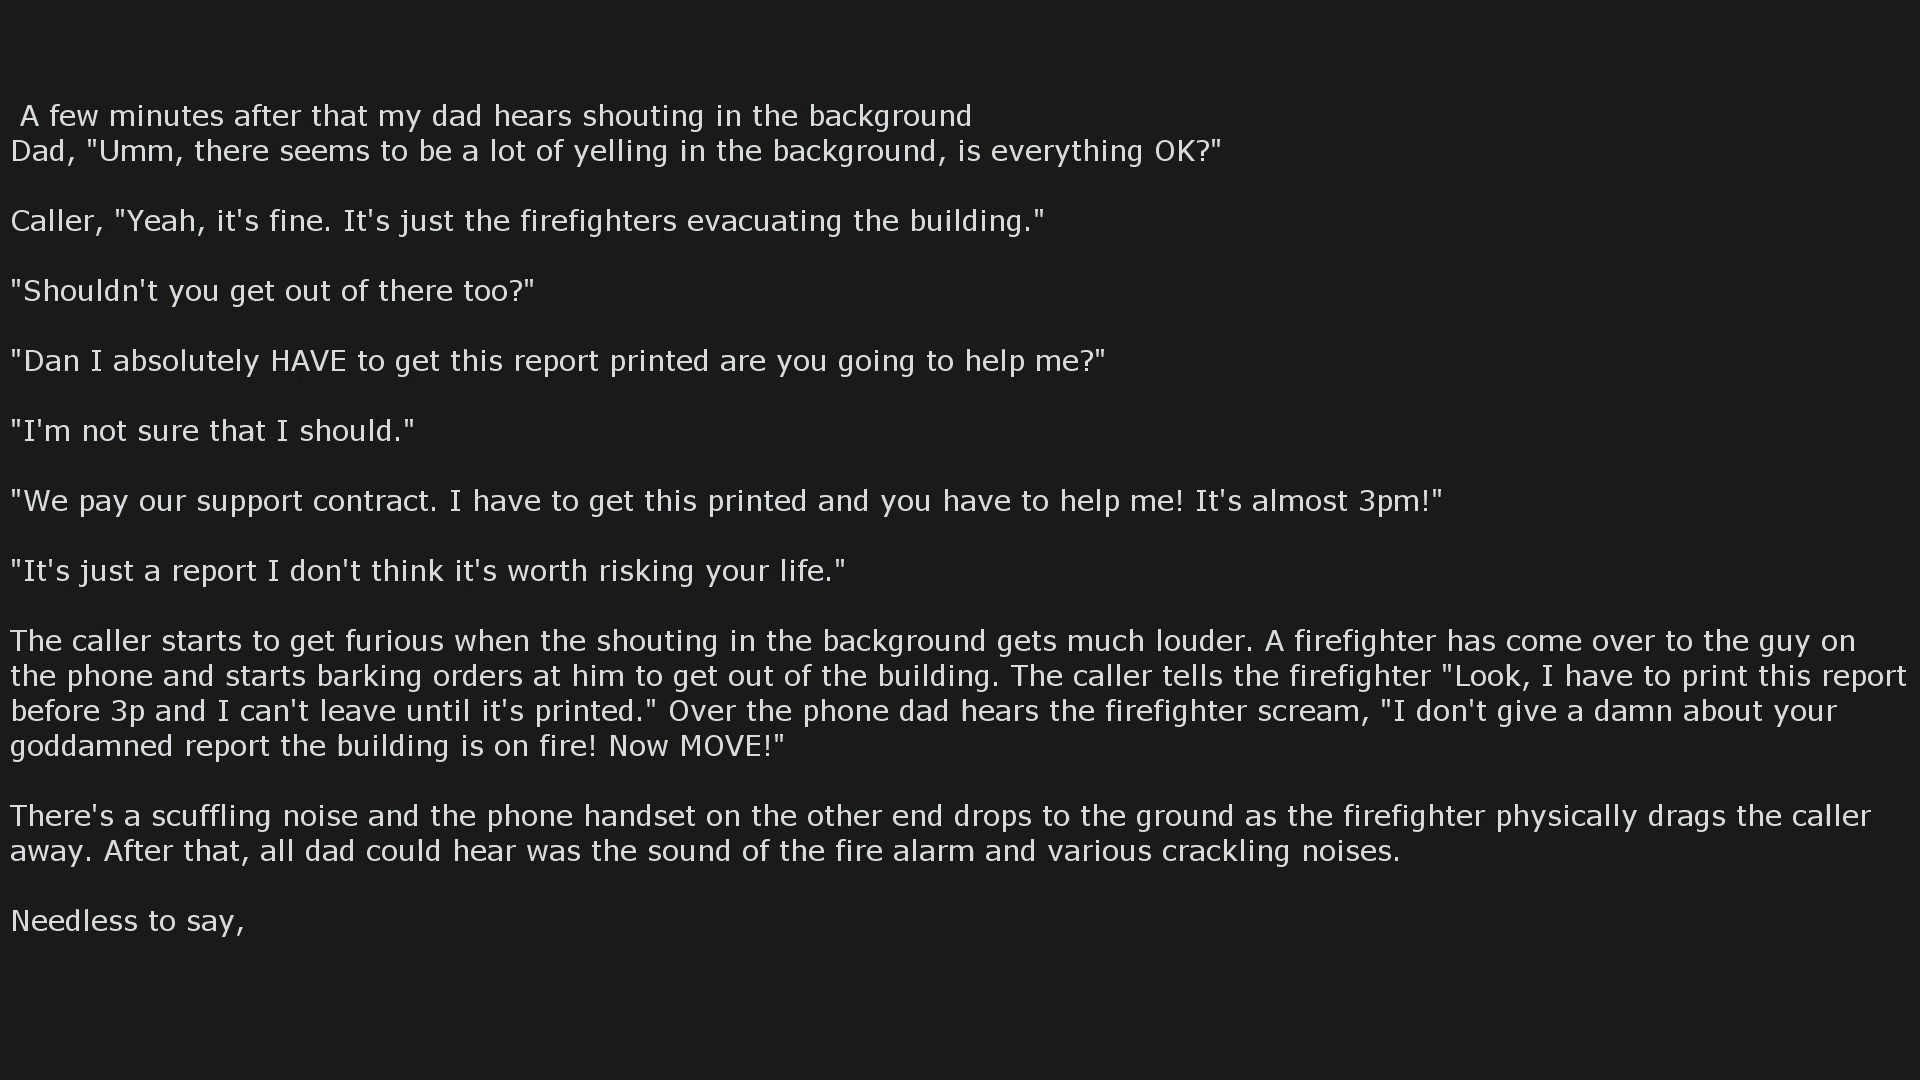 A few minutes after that my dad hears shouting in the background
Dad, "Umm, there seems to be a lot of yelling in the background, is everything OK?"
Caller, "Yeah, it's fine. It's just the firefighters evacuating the building."
"Shouldn't you get out of there too?"
"Dan I absolutely HAVE to get this report printed are you going to help me?"
"I'm not sure that I should."
"We pay our support contract. I have to get this printed and you have to help me! It's almost 3pm!"
"It's just a report I don't think it's worth risking your life."
The caller starts to get furious when the shouting in the background gets much louder. A firefighter has come over to the guy on
the phone and starts barking orders at him to get out of the building. The caller tells the firefighter "Look, I have to print this report
before 3p and I can't leave until it's printed." Over the phone dad hears the firefighter scream, "I don't give a damn about your
goddamned report the building is on fire! Now MOVE!"
There's a scuffling noise and the phone handset on the other end drops to the ground as the firefighter physically drags the caller
away. After that, all dad could hear was the sound of the fire alarm and various crackling noises.
Needless to say,